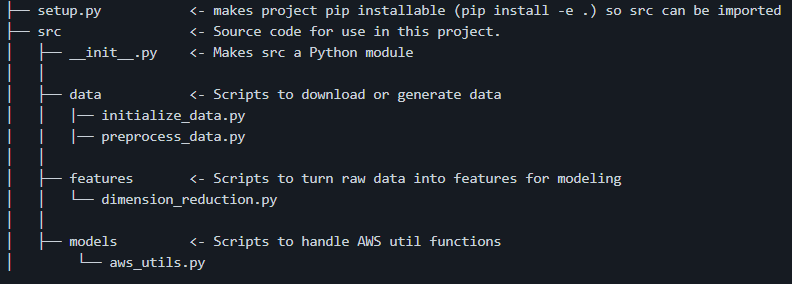 ├── setup.py           <- makes project pip installable (pip install -e .) so src can be imported
├── src                <- Source code for use in this project.
│   ├── __init__.py    <- Makes src a Python module
│   │
│   ├── data           <- Scripts to download or generate data
│   │   |── initialize_data.py
│   │   |── preprocess_data.py
│   │
│   ├── features       <- Scripts to turn raw data into features for modeling
│   │   └── dimension_reduction.py
│   │
│   ├── models         <- Scripts to handle AWS util functions
│        └── aws_utils.py